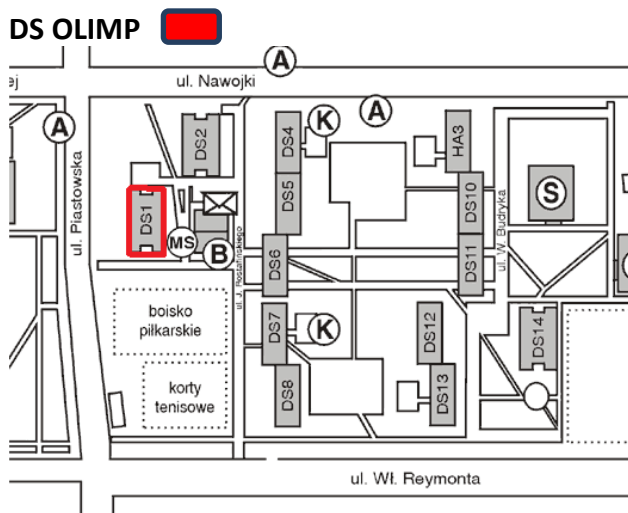 DS OLIMP
ej
ul. Nawojki
A
A
A
K
DS2
DS4
HA3
ul. Piastowska
DS1
DS5
DS10
S
MS
B
ul. J. Rostafińskiego
ul. W. Budryka
DS6
DS11
boisko
piłkarskie
DS7
K
DS12
DS14
korty
tenisowe
DS8
DS13
ul. Wł. Reymonta